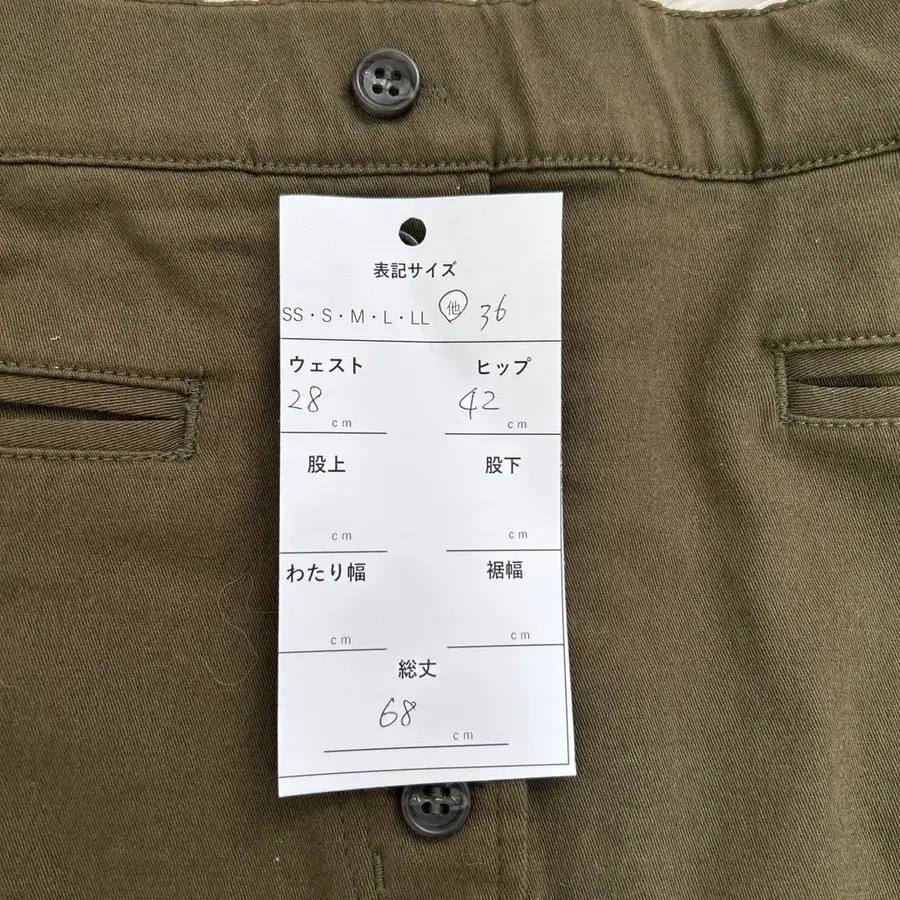 表記サイズ
SS・S・M・L・LL 他 36
ウェスト ヒップ
28 cm 42 cm
股上 股下
cm cm
わたり幅 裾幅
cm cm
総丈
68 cm